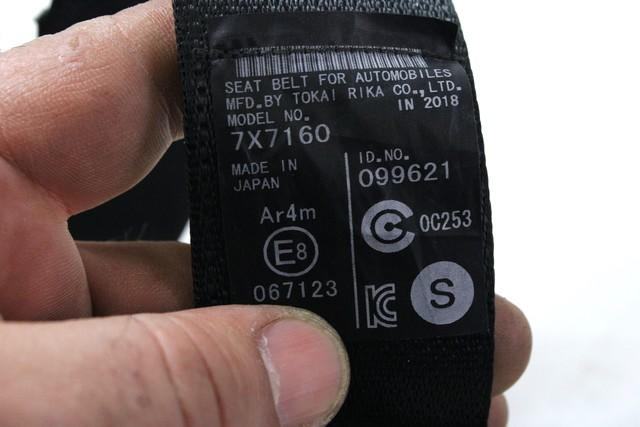 SEAT BELT FOR AUTOMOBILES
MFD.BY TOKAI RIKA CO.,LTD.
IN 2018
MODEL NO.
7X7160
MADE IN
JAPAN
Ar4m
E8
067123
ID.NO.
099621
0C253
KC
S